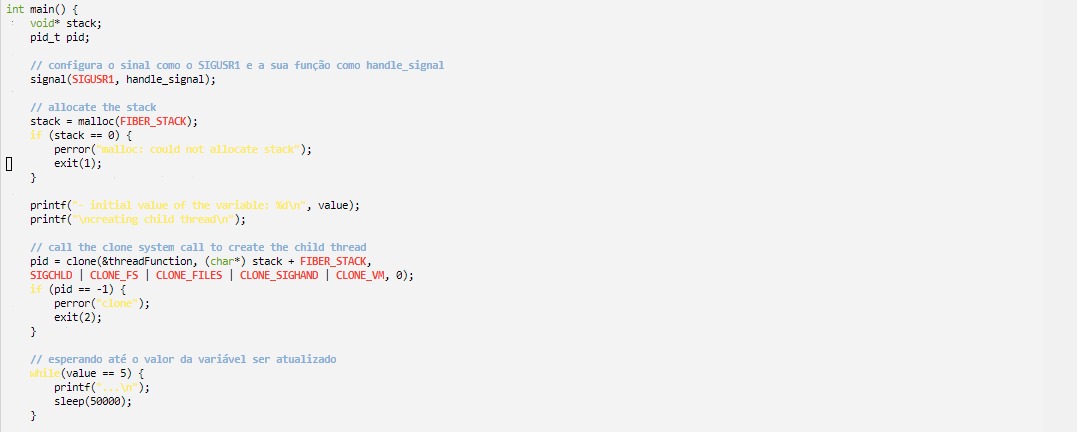 int main() {
void* stack;
pid_t pid;
// configura o sinal como o SIGUSR1 e a sua função como handle_signal
signal(SIGUSR1, handle_signal);
// allocate the stack
stack = malloc(FIBER_STACK);
if (stack == 0) {
perror("malloc: could not allocate stack");
exit(1);
}
printf("- initial value of the variable: %d\n", value);
printf("\ncreating child thread\n");
// call the clone system call to create the child thread
pid = clone(&threadFunction, (char*) stack + FIBER_STACK,
SIGCHLD | CLONE_FS | CLONE_FILES | CLONE_SIGHAND | CLONE_VM, 0);
if (pid == -1) {
perror("clone");
exit(2);
}
// esperando até o valor da variável ser atualizado
while(value == 5) {
printf("...\n");
sleep(50000);
}